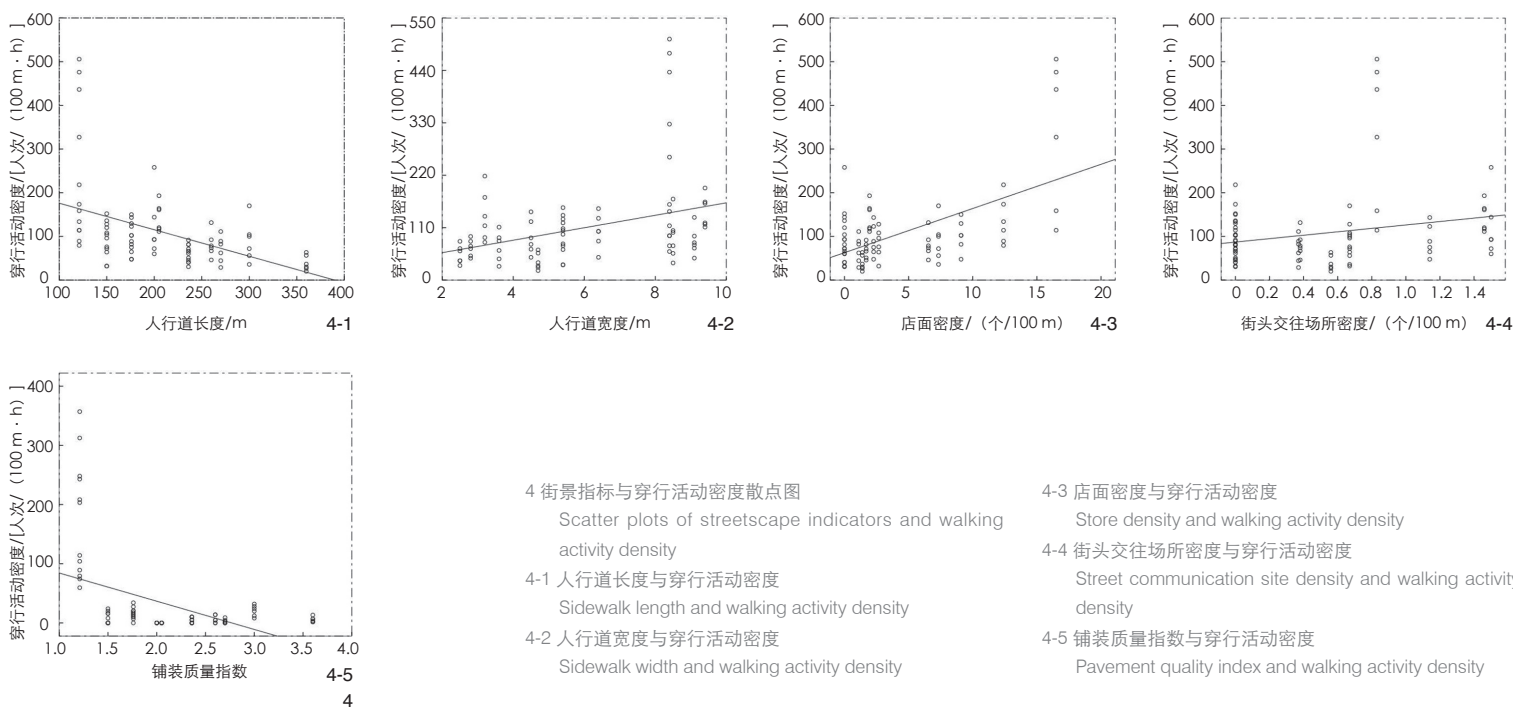 穿行活动密度/[人次/（100 m · h）]
600
500
400
300
200
100
0
100 150 200 250 300 350 400
人行道长度/m
4-1
穿行活动密度/[人次/（100 m · h）]
550
440
330
220
110
0
2 4 6 8 10
人行道宽度/m
4-2
穿行活动密度/[人次/（100 m · h）]
600
500
400
300
200
100
0
0 5 10 15 20
店面密度/（个/100 m）
4-3
穿行活动密度/[人次/（100 m · h）]
600
500
400
300
200
100
0
0 0.2 0.4 0.6 0.8 1.0 1.2 1.4
街头交往场所密度/（个/100 m）
4-4
穿行活动密度/[人次/（100 m · h）]
400
300
200
100
0
1.0 1.5 2.0 2.5 3.0 3.5 4.0
铺装质量指数
4-5
4
4 街景指标与穿行活动密度散点图
Scatter plots of streetscape indicators and walking
activity density
4-1 人行道长度与穿行活动密度
Sidewalk length and walking activity density
4-2 人行道宽度与穿行活动密度
Sidewalk width and walking activity density
4-3 店面密度与穿行活动密度
Store density and walking activity density
4-4 街头交往场所密度与穿行活动密度
Street communication site density and walking activity
density
4-5 铺装质量指数与穿行活动密度
Pavement quality index and walking activity density